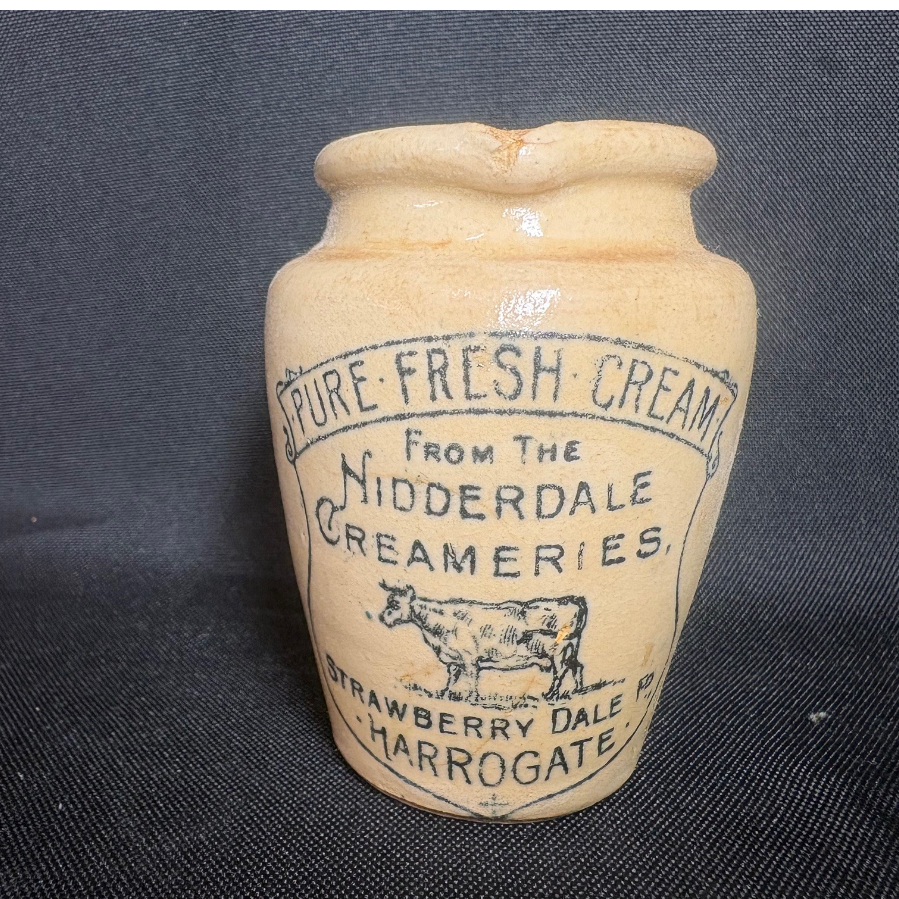 PURE · FRESH · CREAM
FROM THE
NIDDERDALE
CREAMERIES,
STRAWBERRY DALE RD
· HARROGATE ·